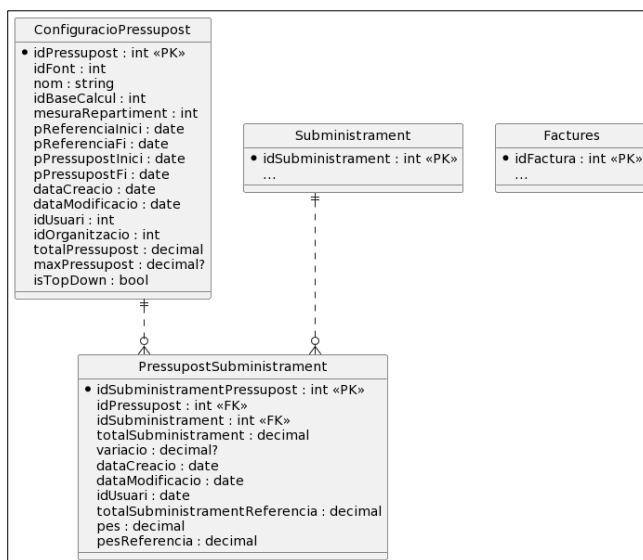 ConfiguracioPressupost
idPressupost : int «PK»
idFont : int
nom : string
idBaseCalcul : int
mesuraRepartiment : int
pReferenciaInici : date
pReferenciaFi : date
pPressupostInici : date
pPressupostFi : date
dataCreacio : date
dataModificacio : date
idUsuari : int
idOrganitzacio : int
totalPressupost : decimal
maxPressupost : decimal?
isTopDown : bool
Subministrament
idSubministrament : int «PK»
...
Factures
idFactura : int «PK»
...
PressupostSubministrament
idSubministramentPressupost : int «PK»
idPressupost : int «FK»
idSubministrament : int «FK»
totalSubministrament : decimal
variacio : decimal?
dataCreacio : date
dataModificacio : date
idUsuari : date
totalSubministramentReferencia : decimal
pes : decimal
pesReferencia : decimal